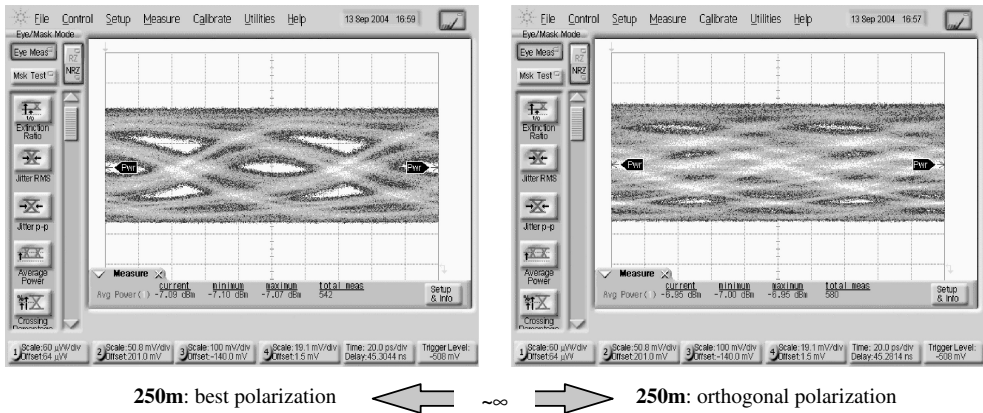 File Control Setup Measure Calibrate Utilities Help 13 Sep 2004 16:59
Eye/Mask Mode
Eye Meas
RZ
NRZ
Msk Test
Extinction
Ratio
Jitter RMS
Jitter p-p
Average
Power
Crossing
Pwr
Pwr
Measure
current minimum maximum total meas
Avg Power(1) -7.09 dBm -7.10 dBm -7.07 dBm 542
Setup
& Info
1 Scale:60 µW/div
Offset:64 µW
2 Scale:50.8 mV/div
Offset:201.0 mV
3 Scale:100 mV/div
Offset:-140.0 mV
4 Scale:19.1 mV/div
Offset:1.5 mV
Time: 20.0 ps/div
Delay:45.3044 ns
Trigger Level:
-508 mV
File Control Setup Measure Calibrate Utilities Help 13 Sep 2004 16:57
Eye/Mask Mode
Eye Meas
RZ
NRZ
Msk Test
Extinction
Ratio
Jitter RMS
Jitter p-p
Average
Power
Crossing
Pwr
Pwr
Measure
current minimum maximum total meas
Avg Power( ) -6.95 dBm -7.00 dBm -6.95 dBm 580
Setup
& Info
1 Scale:60 µW/div
Offset:64 µW
2 Scale:50.8 mV/div
Offset:201.0 mV
3 Scale:100 mV/div
Offset:-140.0 mV
4 Scale:19.1 mV/div
Offset:1.5 mV
Time: 20.0 ps/div
Delay:45.2814 ns
Trigger Level:
-508 mV
250m: best polarization ~∞ 250m: orthogonal polarization